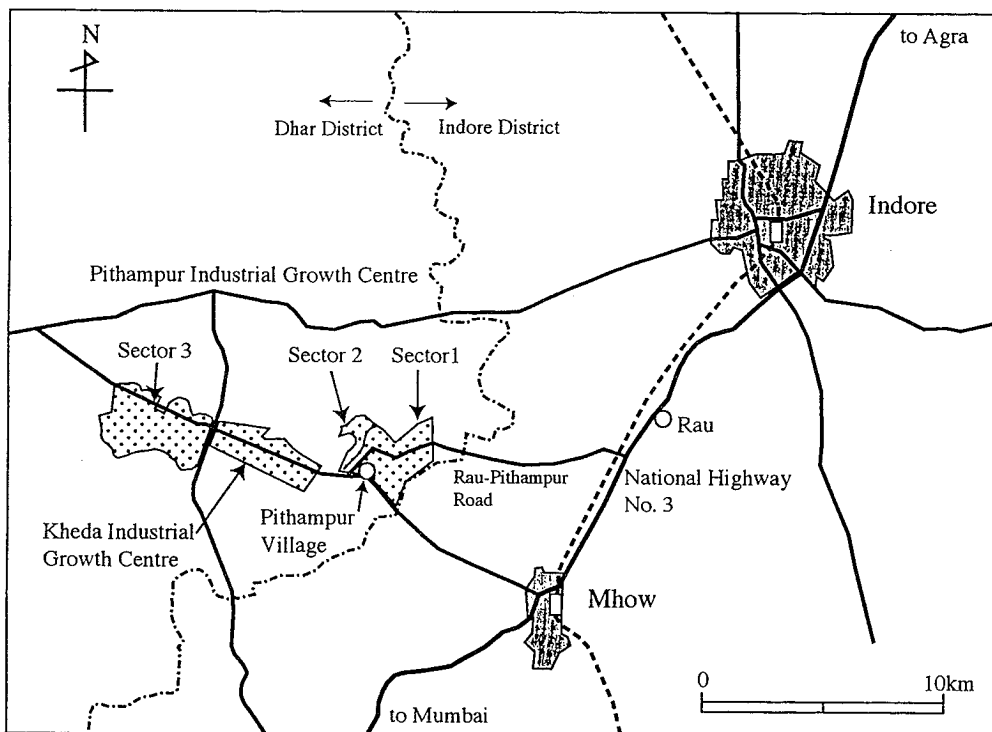 N
to Agra
Dhar District
Indore District
Indore
Pithampur Industrial Growth Centre
Sector 3
Sector 2
Sector1
Rau
Rau-Pithampur
Road
National Highway
No. 3
Pithampur
Village
Kheda Industrial
Growth Centre
Mhow
0
10km
to Mumbai